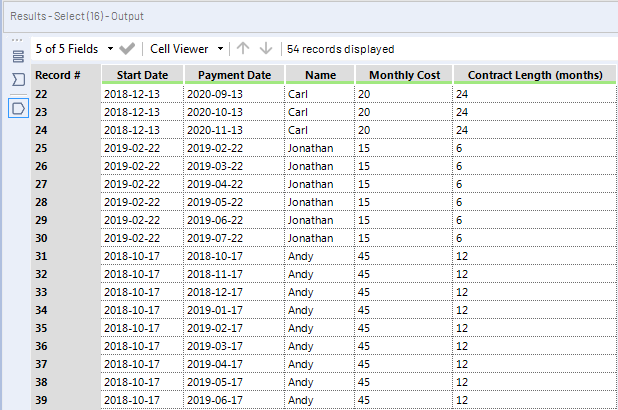 Results - Select (16) - Output
5 of 5 Fields Cell Viewer 54 records displayed
Record # Start Date Payment Date Name Monthly Cost Contract Length (months)
22 2018-12-13 2020-09-13 Carl 20 24
23 2018-12-13 2020-10-13 Carl 20 24
24 2018-12-13 2020-11-13 Carl 20 24
25 2019-02-22 2019-02-22 Jonathan 15 6
26 2019-02-22 2019-03-22 Jonathan 15 6
27 2019-02-22 2019-04-22 Jonathan 15 6
28 2019-02-22 2019-05-22 Jonathan 15 6
29 2019-02-22 2019-06-22 Jonathan 15 6
30 2019-02-22 2019-07-22 Jonathan 15 6
31 2018-10-17 2018-10-17 Andy 45 12
32 2018-10-17 2018-11-17 Andy 45 12
33 2018-10-17 2018-12-17 Andy 45 12
34 2018-10-17 2019-01-17 Andy 45 12
35 2018-10-17 2019-02-17 Andy 45 12
36 2018-10-17 2019-03-17 Andy 45 12
37 2018-10-17 2019-04-17 Andy 45 12
38 2018-10-17 2019-05-17 Andy 45 12
39 2018-10-17 2019-06-17 Andy 45 12